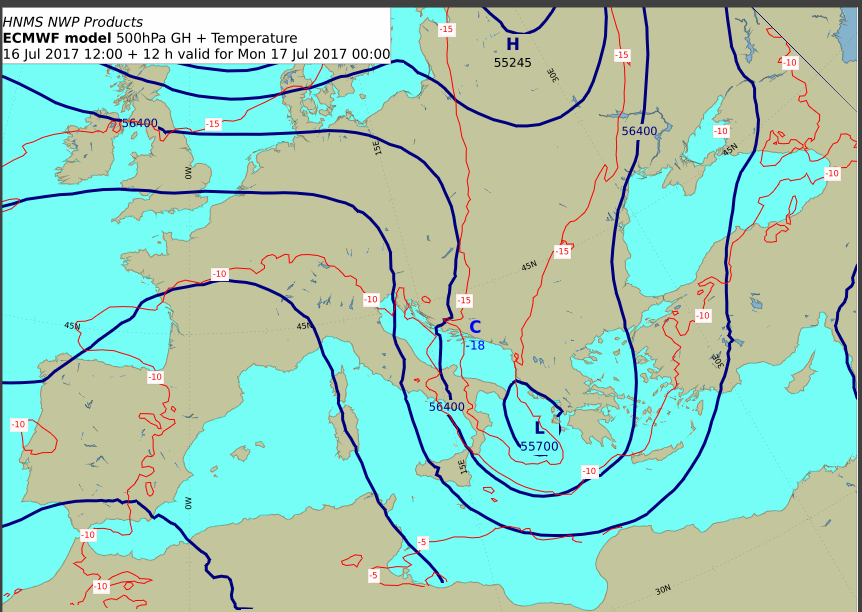 HNMS NWP Products
ECMWF model 500hPa GH + Temperature
16 Jul 2017 12:00 + 12 h valid for Mon 17 Jul 2017 00:00
-15
H
55245
30E
-15
-10
56400
-15
15E
56400
-10
45N
0W
-10
45N
-15
-10
-10
-15
-10
45N
45N
C
-18
30E
-10
56400
-10
L
55700
15E
-10
0W
-10
-5
-5
-10
30N